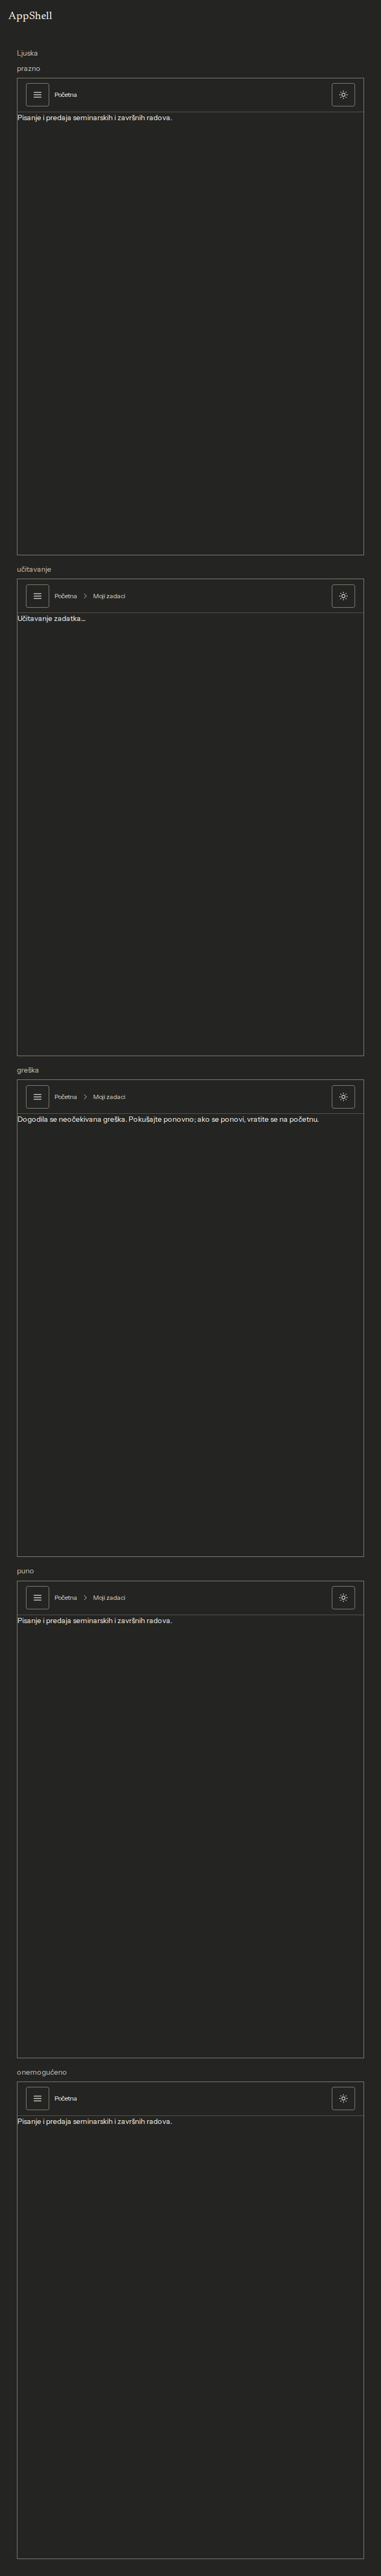 AppShell
Ljuska
prazno
Početna
Pisanje i predaja seminarskih i završnih radova.
učitavanje
Početna > Moji zadaci
Učitavanje zadatka…
greška
Početna > Moji zadaci
Dogodila se neočekivana greška. Pokušajte ponovno; ako se ponovi, vratite se na početnu.
puno
Početna > Moji zadaci
Pisanje i predaja seminarskih i završnih radova.
onemogućeno
Početna
Pisanje i predaja seminarskih i završnih radova.